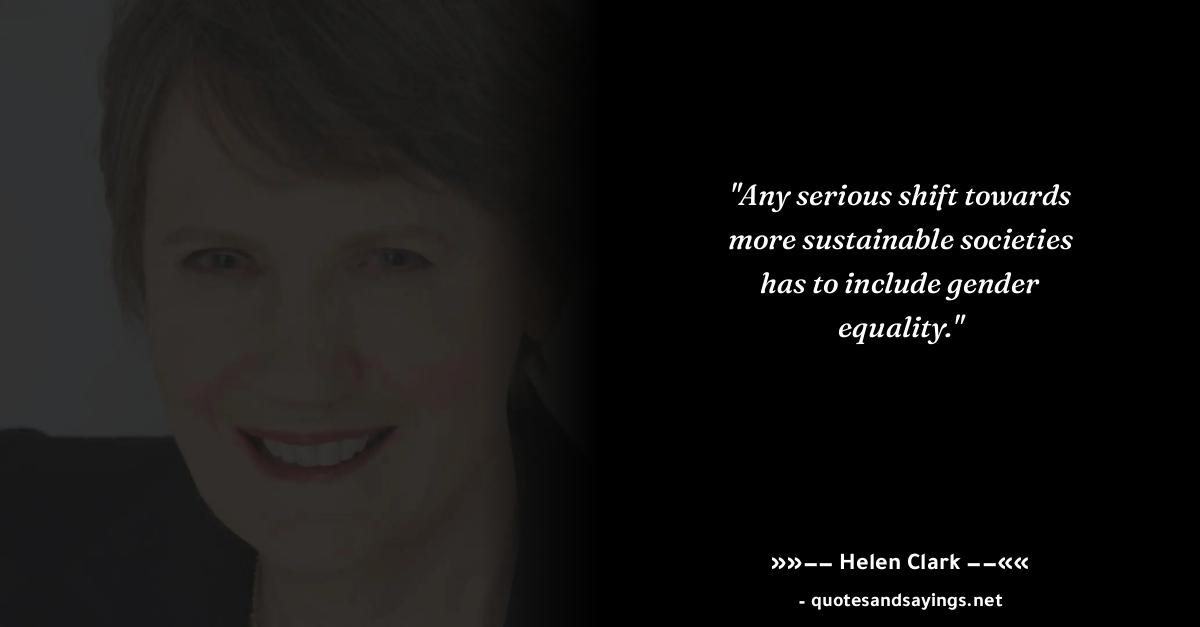 "Any serious shift towards
more sustainable societies
has to include gender
equality."
»»−− Helen Clark −−««
- quotesandsayings.net